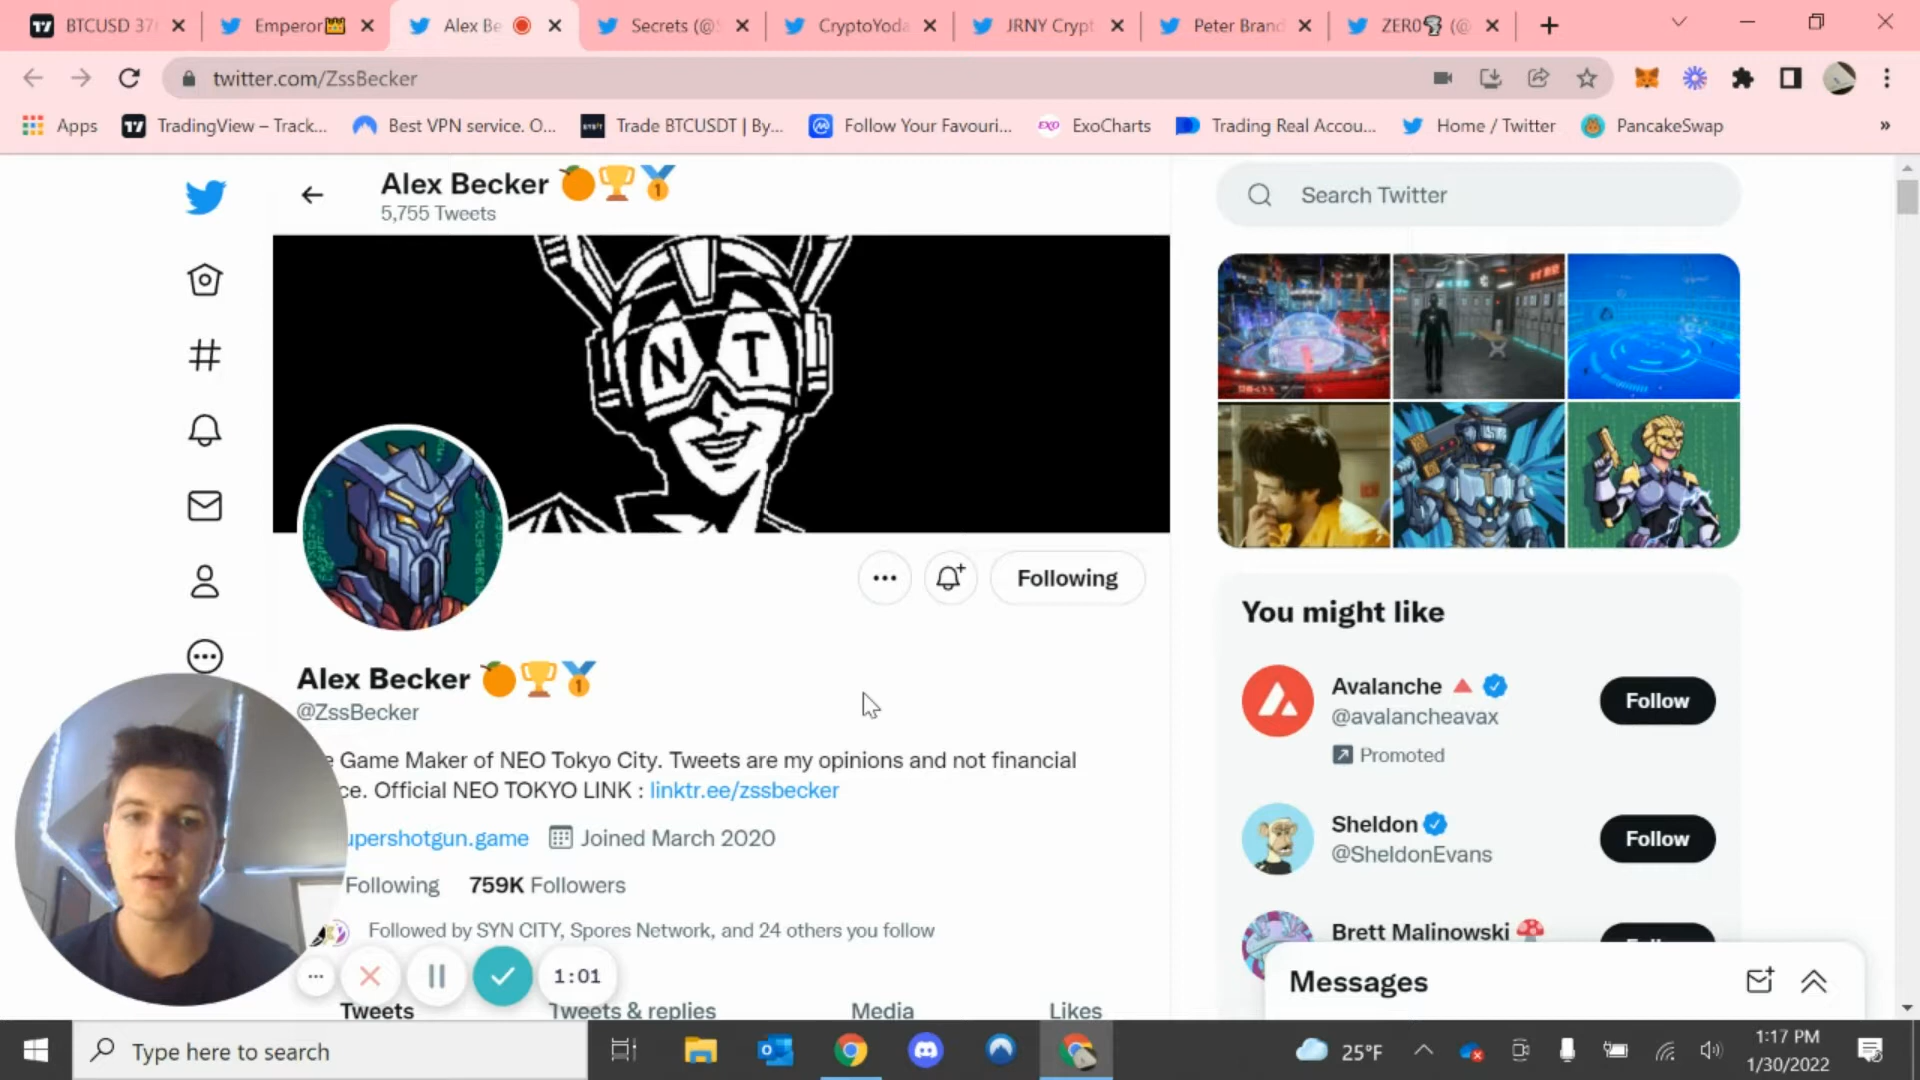 BTCUSD 37
Emperor👑
Alex Be
Secrets (@
CryptoYoda
JRNY Crypt
Peter Brand
ZER0🌪 (@
twitter.com/ZssBecker
Apps
TradingView – Track...
Best VPN service. O...
Trade BTCUSDT | By...
Follow Your Favouri...
ExoCharts
Trading Real Accou...
Home / Twitter
PancakeSwap
»
Alex Becker 🍊🏆🥇
5,755 Tweets
Search Twitter
N T
Following
Alex Becker 🍊🏆🥇
@ZssBecker
Game Maker of NEO Tokyo City. Tweets are my opinions and not financial
ce. Official NEO TOKYO LINK : linktr.ee/zssbecker
upershotgun.game Joined March 2020
Following 759K Followers
Followed by SYN CITY, Spores Network, and 24 others you follow
1:01
Tweets
Tweets & replies
Media
Likes
You might like
Avalanche 🔺
@avalancheavax
Promoted
Follow
Sheldon
@SheldonEvans
Follow
Brett Malinowski 🍄
Messages
Type here to search
25°F
1:17 PM
1/30/2022